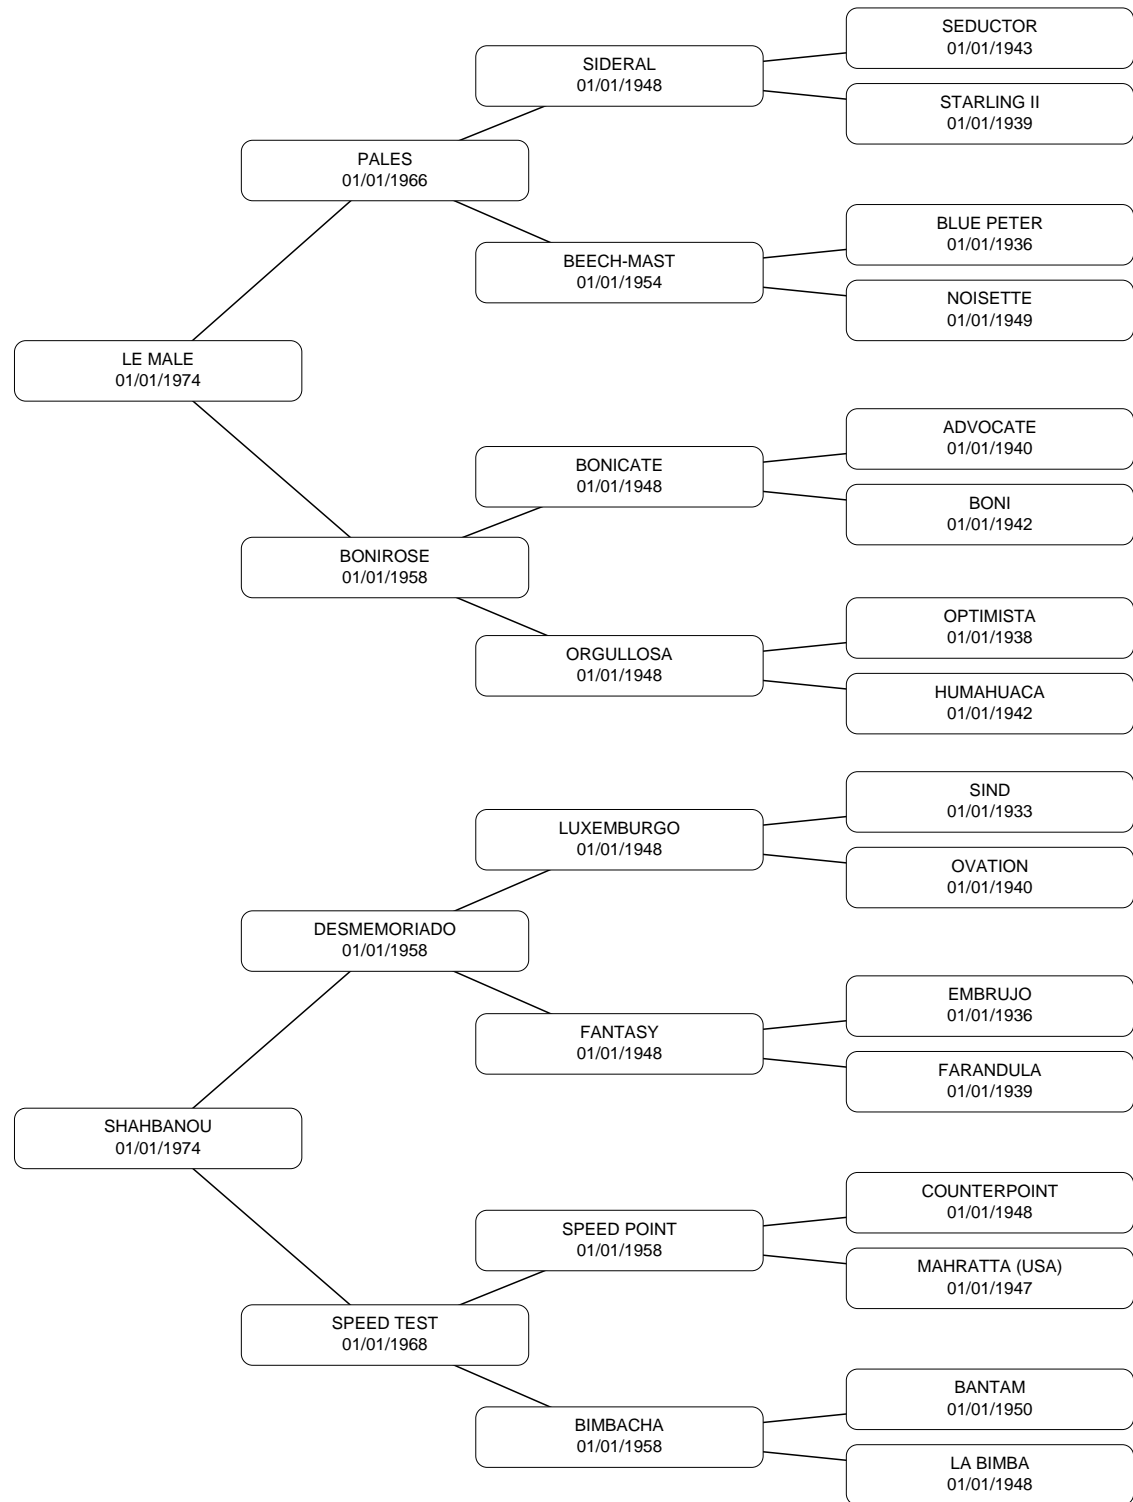 SEDUCTOR
01/01/1943
SIDERAL
01/01/1948
STARLING II
01/01/1939
PALES
01/01/1966
BLUE PETER
01/01/1936
BEECH-MAST
01/01/1954
NOISETTE
01/01/1949
LE MALE
01/01/1974
ADVOCATE
01/01/1940
BONICATE
01/01/1948
BONI
01/01/1942
BONIROSE
01/01/1958
OPTIMISTA
01/01/1938
ORGULLOSA
01/01/1948
HUMAHUACA
01/01/1942
SIND
01/01/1933
LUXEMBURGO
01/01/1948
OVATION
01/01/1940
DESMEMORIADO
01/01/1958
EMBRUJO
01/01/1936
FANTASY
01/01/1948
FARANDULA
01/01/1939
SHAHBANOU
01/01/1974
COUNTERPOINT
01/01/1948
SPEED POINT
01/01/1958
MAHRATTA (USA)
01/01/1947
SPEED TEST
01/01/1968
BANTAM
01/01/1950
BIMBACHA
01/01/1958
LA BIMBA
01/01/1948